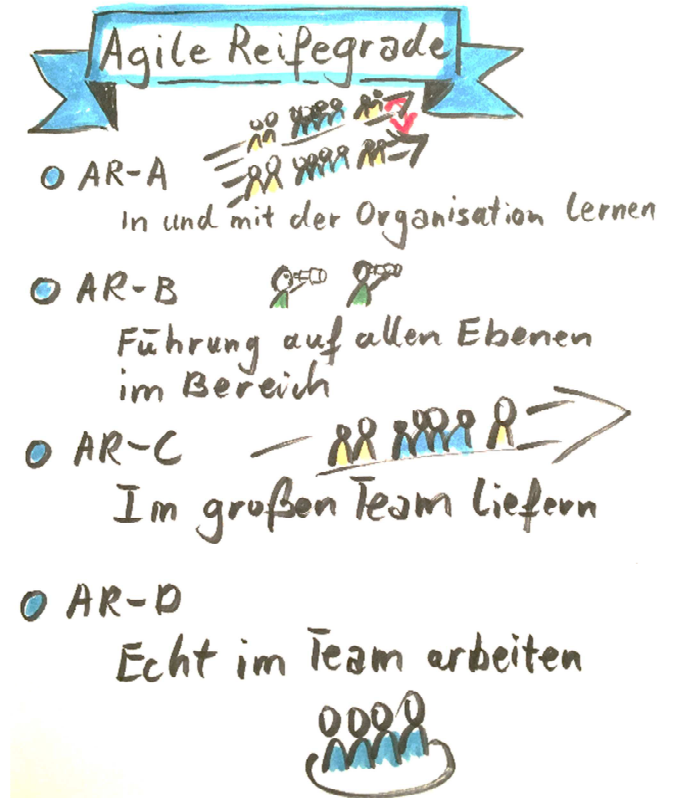 Agile Reifegrade
AR-A
In und mit der Organisation lernen
AR-B
Führung auf allen Ebenen
im Bereich
AR-C
Im großen Team liefern
AR-D
Echt im Team arbeiten